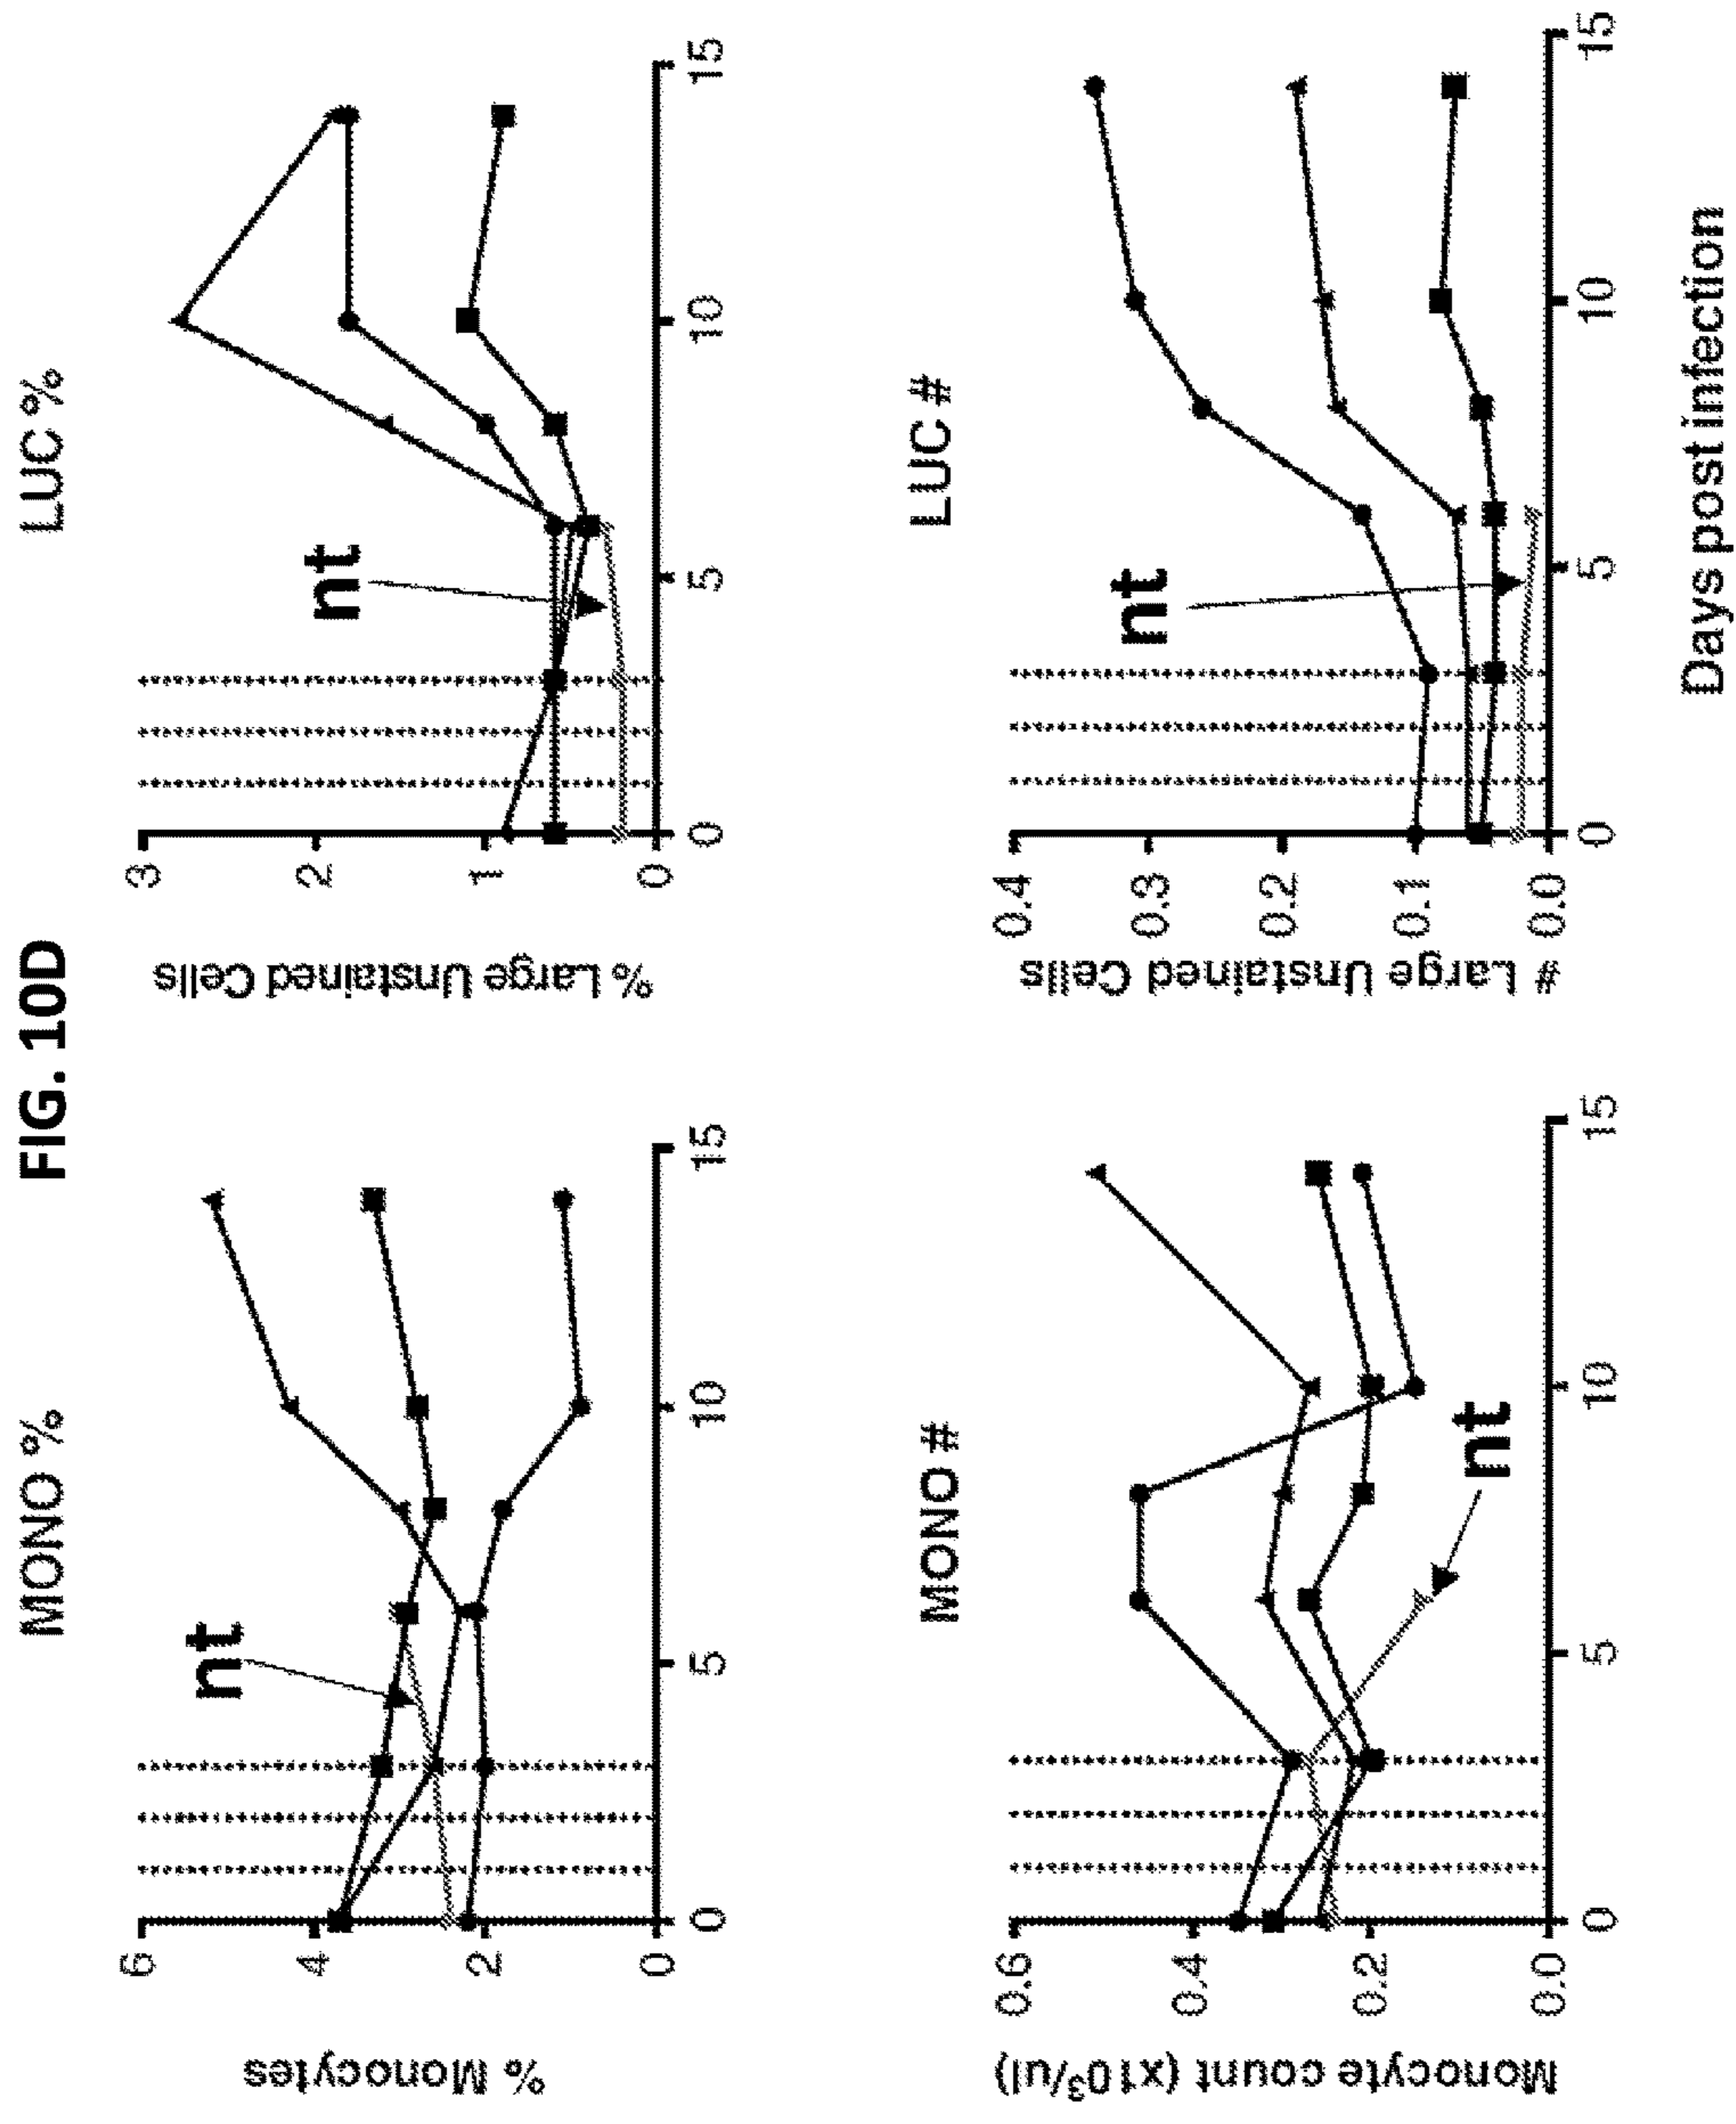 FIG. 10D
MONO %
% Monocytes
6
4
2
0
0
5
10
15
nt
LUC %
% Large Unstained Cells
3
2
1
0
0
5
10
15
nt
MONO #
Monocyte count (x10³/ul)
0.6
0.4
0.2
0.0
0
5
10
15
nt
LUC #
# Large Unstained Cells
0.4
0.3
0.2
0.1
0.0
0
5
10
15
nt
Days post infection